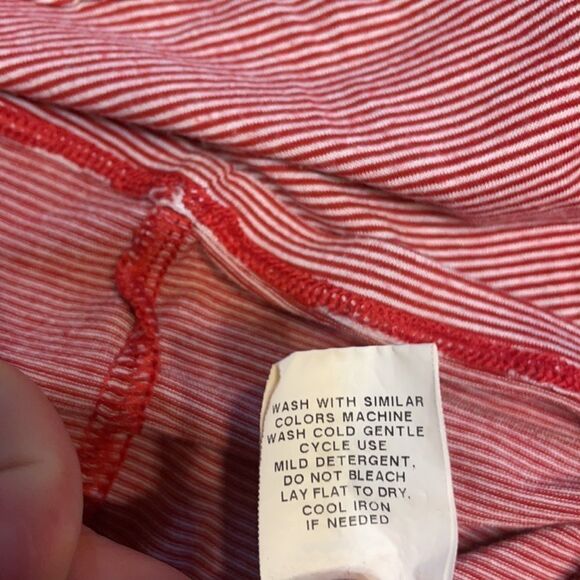 WASH WITH SIMILAR
COLORS MACHINE
WASH COLD GENTLE
CYCLE USE
MILD DETERGENT,
DO NOT BLEACH
LAY FLAT TO DRY,
COOL IRON
IF NEEDED